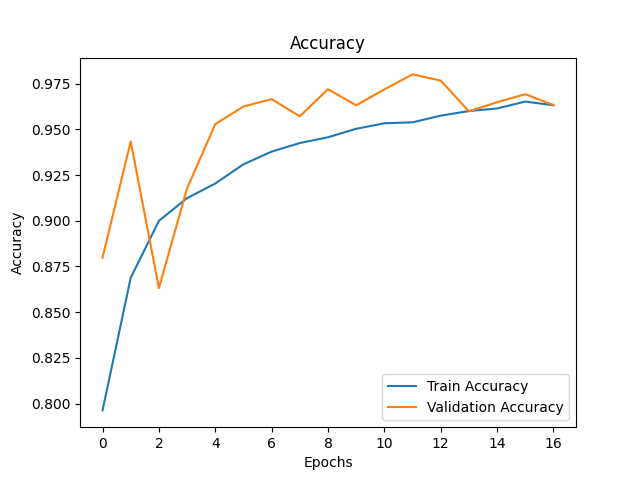 Accuracy
0.975
0.950
0.925
0.900
0.875
0.850
0.825
0.800
Accuracy
Train Accuracy
Validation Accuracy
0 2 4 6 8 10 12 14 16
Epochs